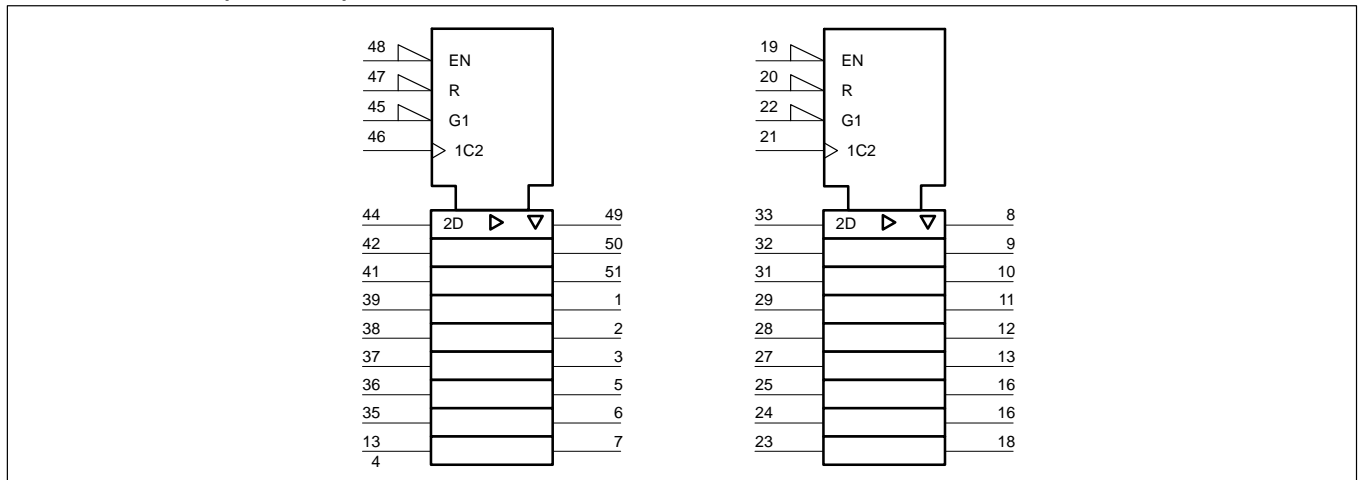 48 EN 19 EN
47 R 20 R
45 G1 22 G1
46 1C2 21 1C2
44 2D 49 33 2D 8
42 50 32 9
41 51 31 10
39 1 29 11
38 2 28 12
37 3 27 13
36 5 25 16
35 6 24 16
13 7 23 18
4